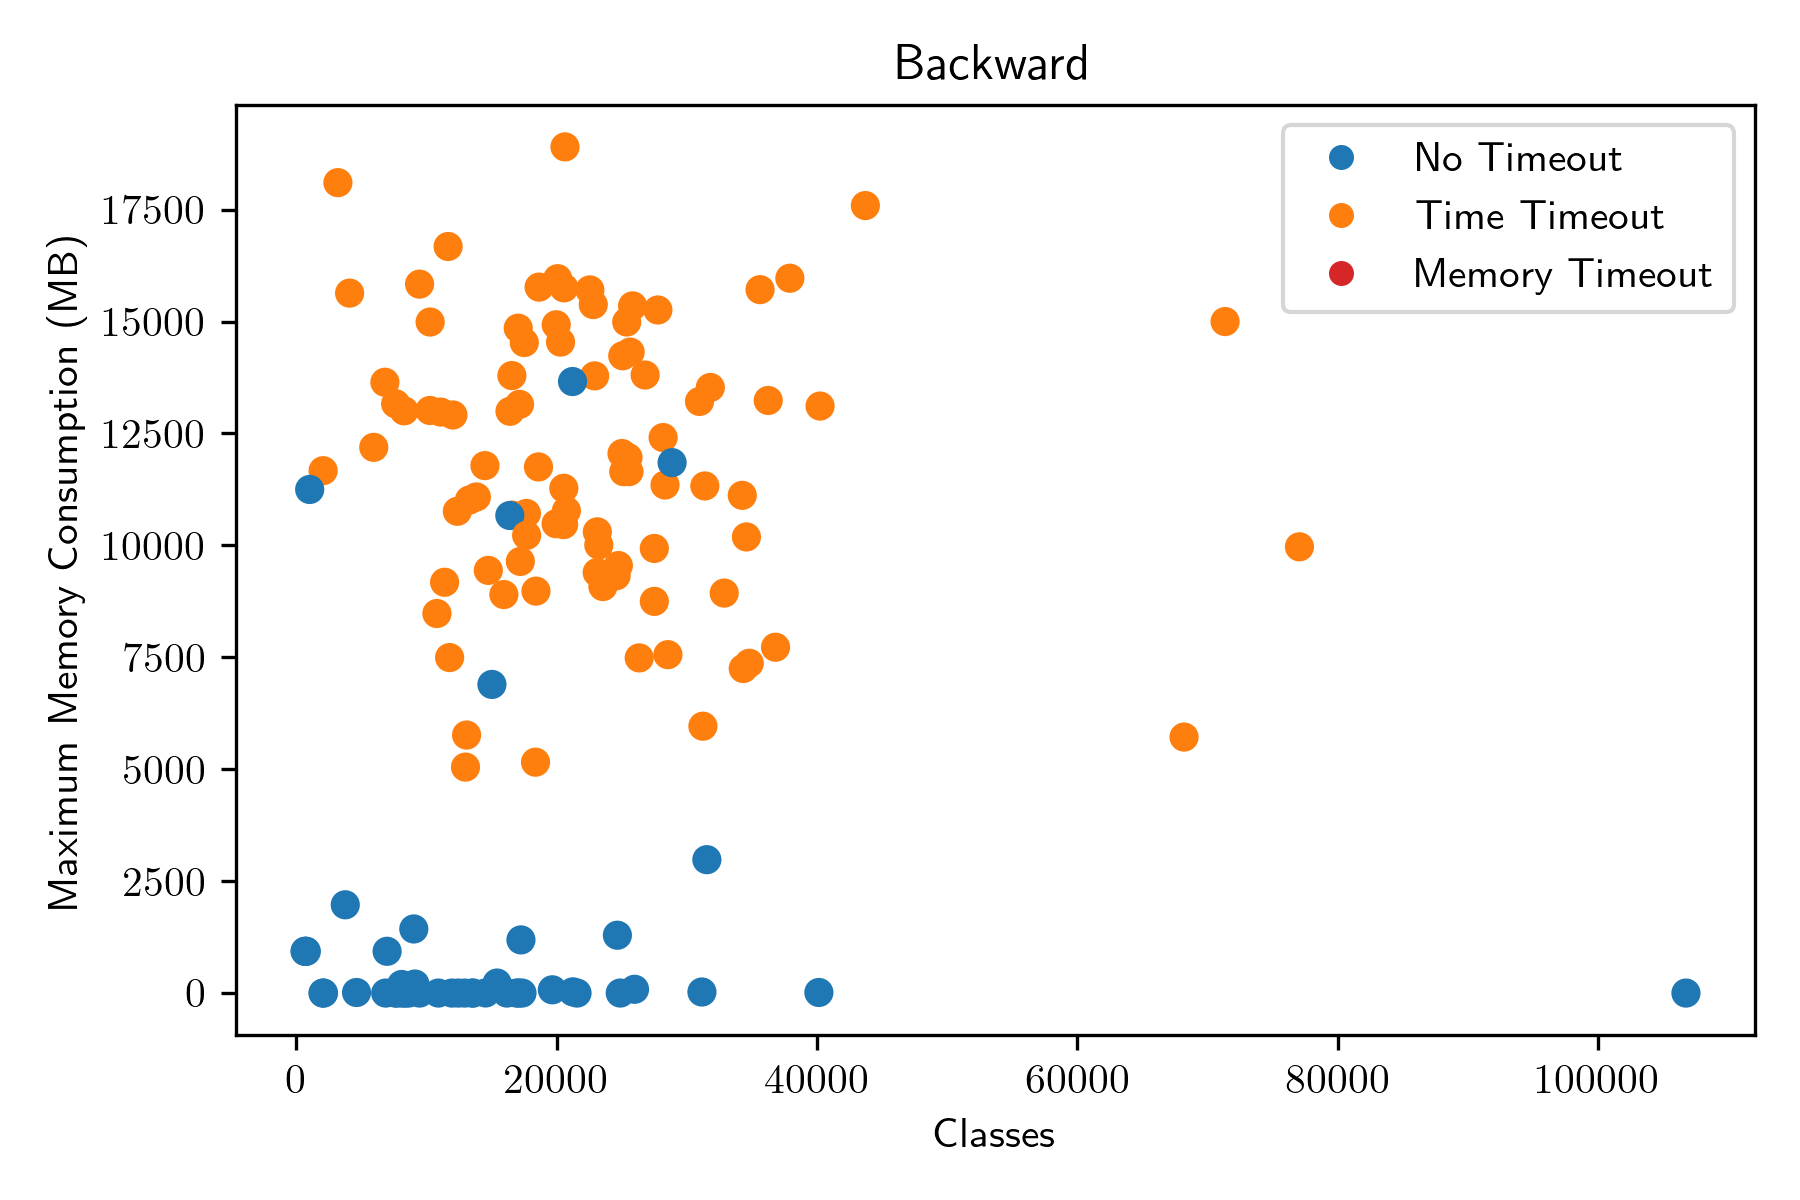 Backward
No Timeout
Time Timeout
Memory Timeout
Maximum Memory Consumption (MB)
17500
15000
12500
10000
7500
5000
2500
0
0 20000 40000 60000 80000 100000
Classes